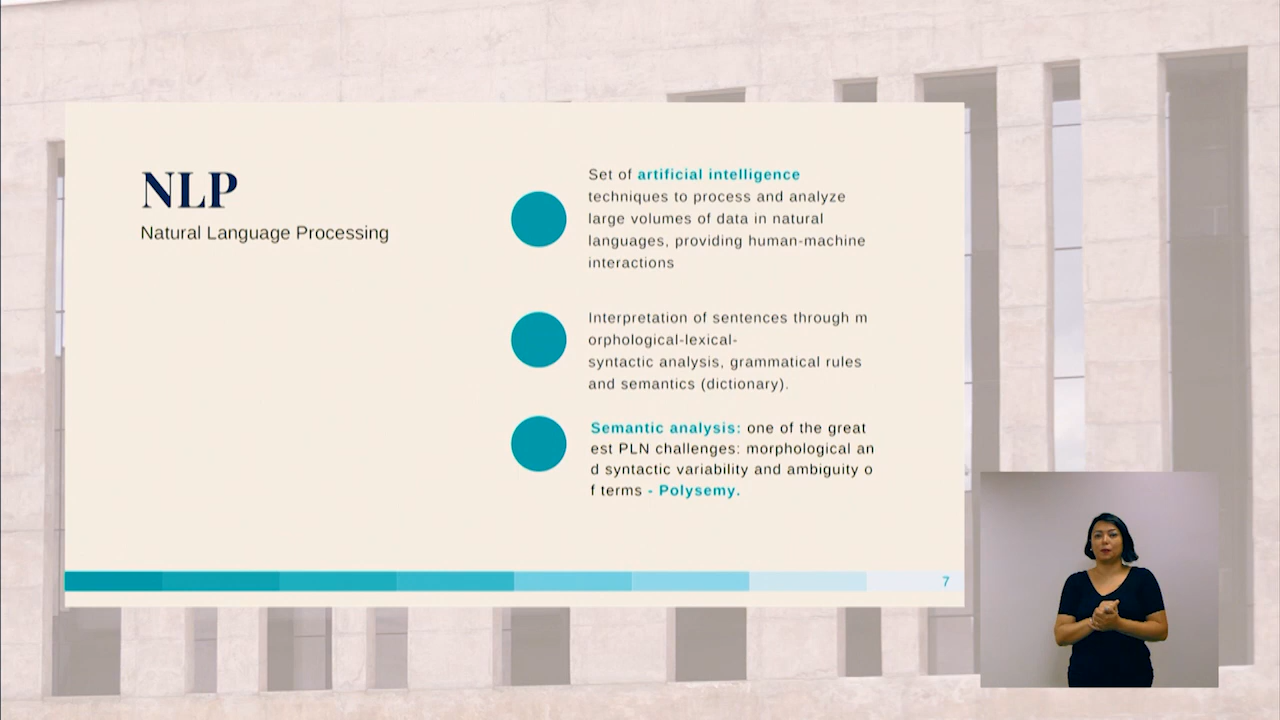 NLP
Natural Language Processing
Set of artificial intelligence
techniques to process and analyze
large volumes of data in natural
languages, providing human-machine
interactions
Interpretation of sentences through m
orphological-lexical-
syntactic analysis, grammatical rules
and semantics (dictionary).
Semantic analysis: one of the great
est PLN challenges: morphological an
d syntactic variability and ambiguity o
f terms - Polysemy.
7